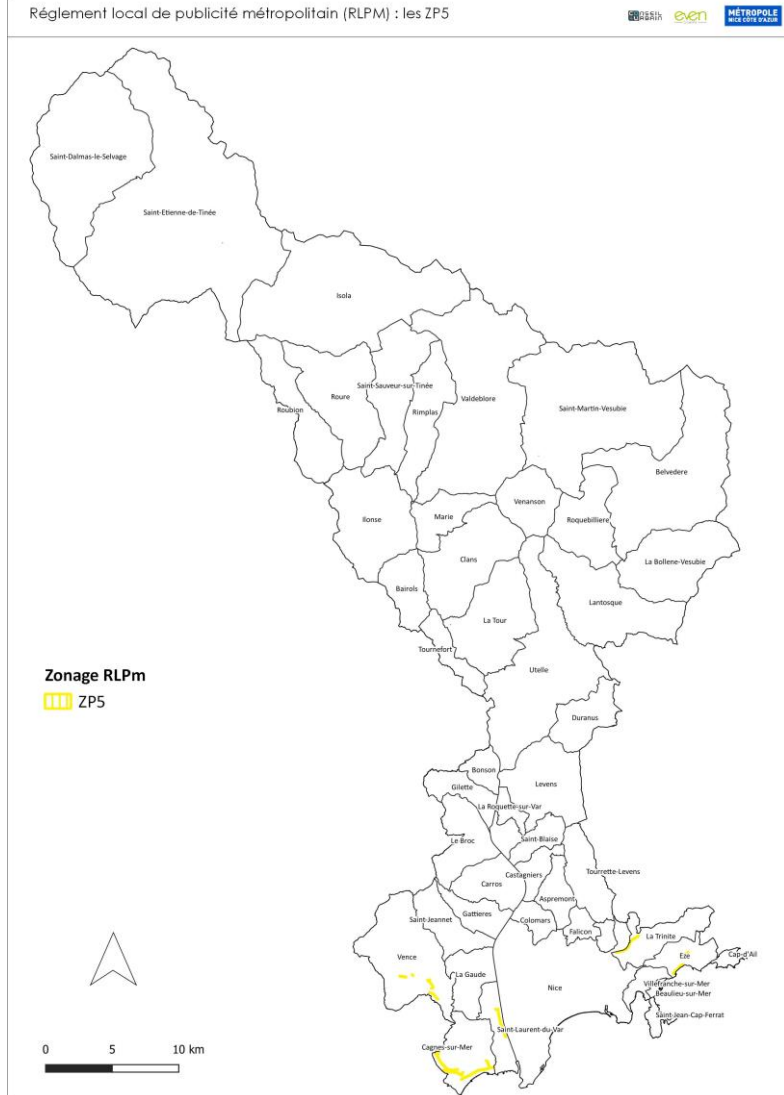 Réglement local de publicité métropolitain (RLPM) : les ZP5
CONSEIL URBAIN
even
MÉTROPOLE
NICE CÔTE D'AZUR
Saint-Dalmas-le-Selvage
Saint-Etienne-de-Tinée
Isola
Saint-Sauveur-sur-Tinée
Roure
Valdeblore
Roubion
Rimplas
Saint-Martin-Vesubie
Belvedere
Venanson
Ilonse
Marie
Roquebilliere
Clans
La Bollene-Vesubie
Bairols
Lantosque
La Tour
Tournefort
Utelle
Zonage RLPm
ZP5
Duranus
Bonson
Levens
Gilette
La Roquette-sur-Var
Le Broc
Saint-Blaise
Castagniers
Tourrette-Levens
Carros
Aspremont
Saint-Jeannet
Gattieres
Colomars
Falicon
La Trinite
Vence
Eze
Cap-d'Ail
La Gaude
Nice
Villefranche-sur-Mer
Beaulieu-sur-Mer
Saint-Jean-Cap-Ferrat
Saint-Laurent-du-Var
Cagnes-sur-Mer
0 5 10 km